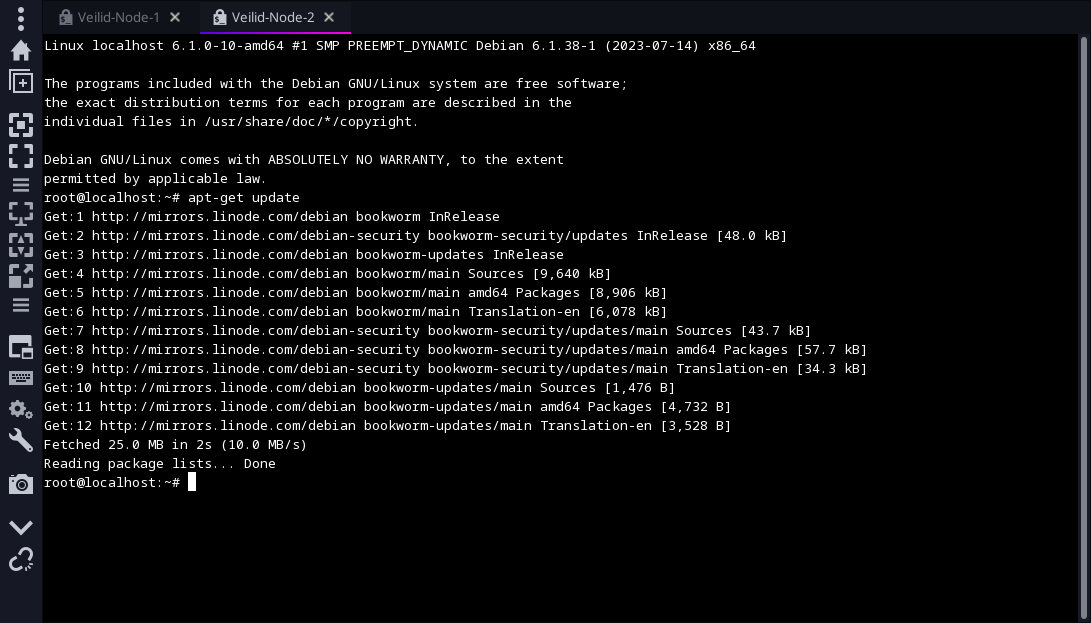 Veilid-Node-1
Veilid-Node-2
Linux localhost 6.1.0-10-amd64 #1 SMP PREEMPT_DYNAMIC Debian 6.1.38-1 (2023-07-14) x86_64
The programs included with the Debian GNU/Linux system are free software;
the exact distribution terms for each program are described in the
individual files in /usr/share/doc/*/copyright.
Debian GNU/Linux comes with ABSOLUTELY NO WARRANTY, to the extent
permitted by applicable law.
root@localhost:~# apt-get update
Get:1 http://mirrors.linode.com/debian bookworm InRelease
Get:2 http://mirrors.linode.com/debian-security bookworm-security/updates InRelease [48.0 kB]
Get:3 http://mirrors.linode.com/debian bookworm-updates InRelease
Get:4 http://mirrors.linode.com/debian bookworm/main Sources [9,640 kB]
Get:5 http://mirrors.linode.com/debian bookworm/main amd64 Packages [8,906 kB]
Get:6 http://mirrors.linode.com/debian bookworm/main Translation-en [6,078 kB]
Get:7 http://mirrors.linode.com/debian-security bookworm-security/updates/main Sources [43.7 kB]
Get:8 http://mirrors.linode.com/debian-security bookworm-security/updates/main amd64 Packages [57.7 kB]
Get:9 http://mirrors.linode.com/debian-security bookworm-security/updates/main Translation-en [34.3 kB]
Get:10 http://mirrors.linode.com/debian bookworm-updates/main Sources [1,476 B]
Get:11 http://mirrors.linode.com/debian bookworm-updates/main amd64 Packages [4,732 B]
Get:12 http://mirrors.linode.com/debian bookworm-updates/main Translation-en [3,528 B]
Fetched 25.0 MB in 2s (10.0 MB/s)
Reading package lists... Done
root@localhost:~#